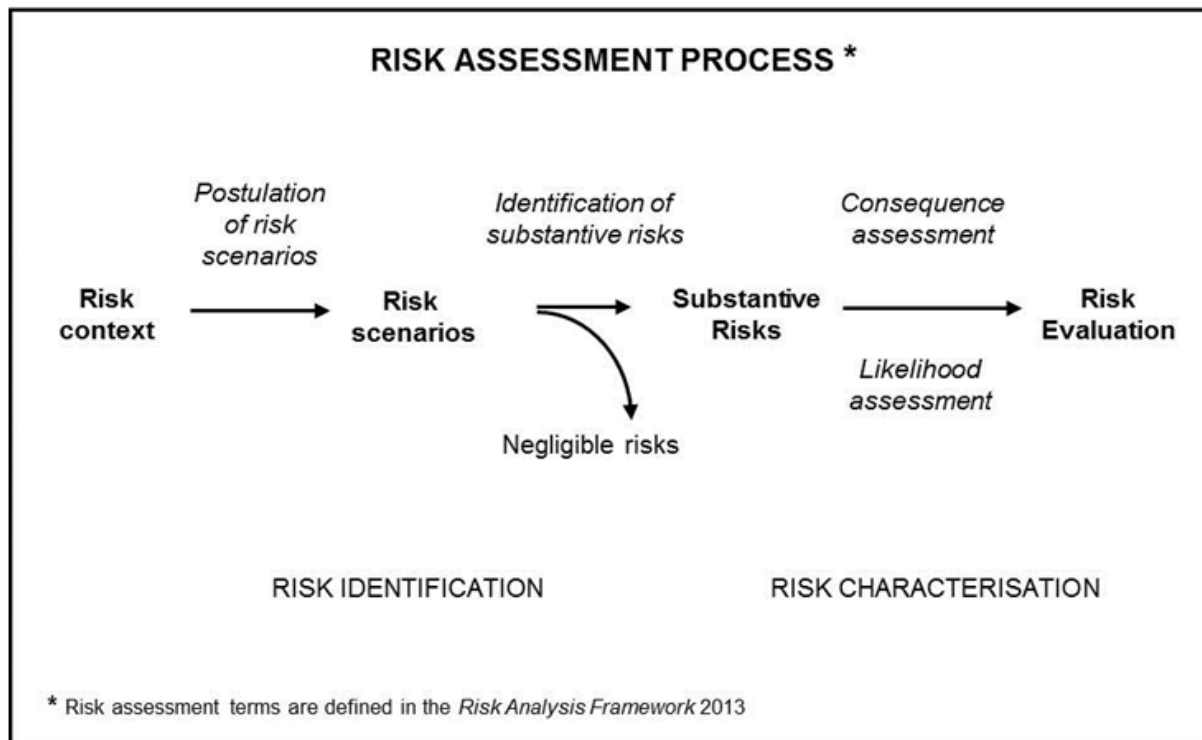 RISK ASSESSMENT PROCESS *
Postulation
of risk
scenarios
Identification of
substantive risks
Consequence
assessment
Risk
context
Risk
scenarios
Substantive
Risks
Risk
Evaluation
Likelihood
assessment
Negligible risks
RISK IDENTIFICATION
RISK CHARACTERISATION
* Risk assessment terms are defined in the Risk Analysis Framework 2013